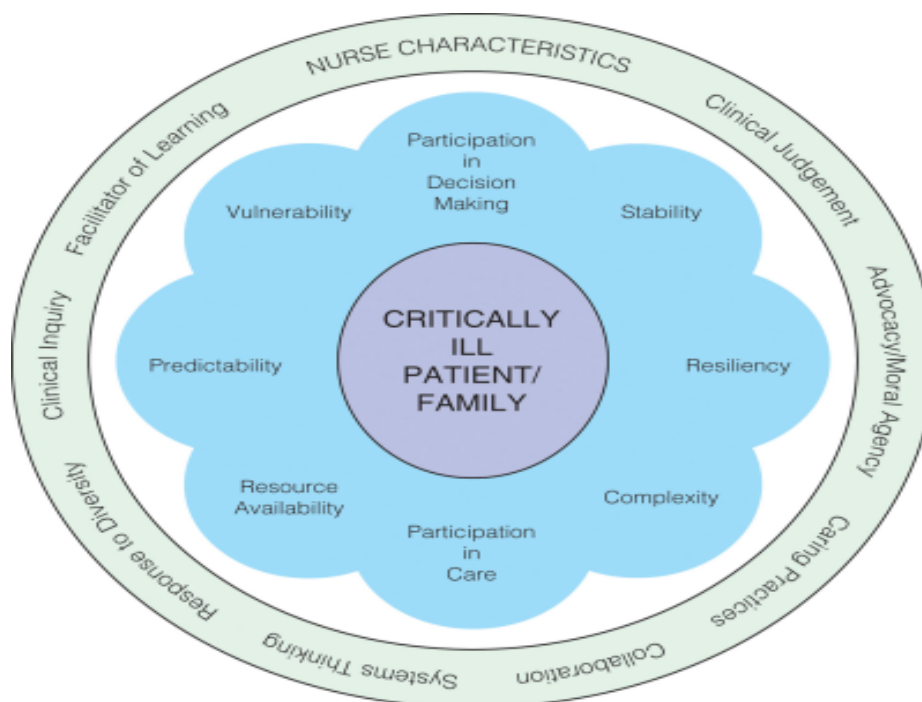 NURSE CHARACTERISTICS
Clinical Judgement
Advocacy/Moral Agency
Caring Practices
Collaboration
Systems Thinking
Response to Diversity
Clinical Inquiry
Facilitator of Learning
Participation
in
Decision
Making
Stability
Resiliency
Complexity
Participation
in
Care
Resource
Availability
Predictability
Vulnerability
CRITICALLY
ILL
PATIENT/
FAMILY